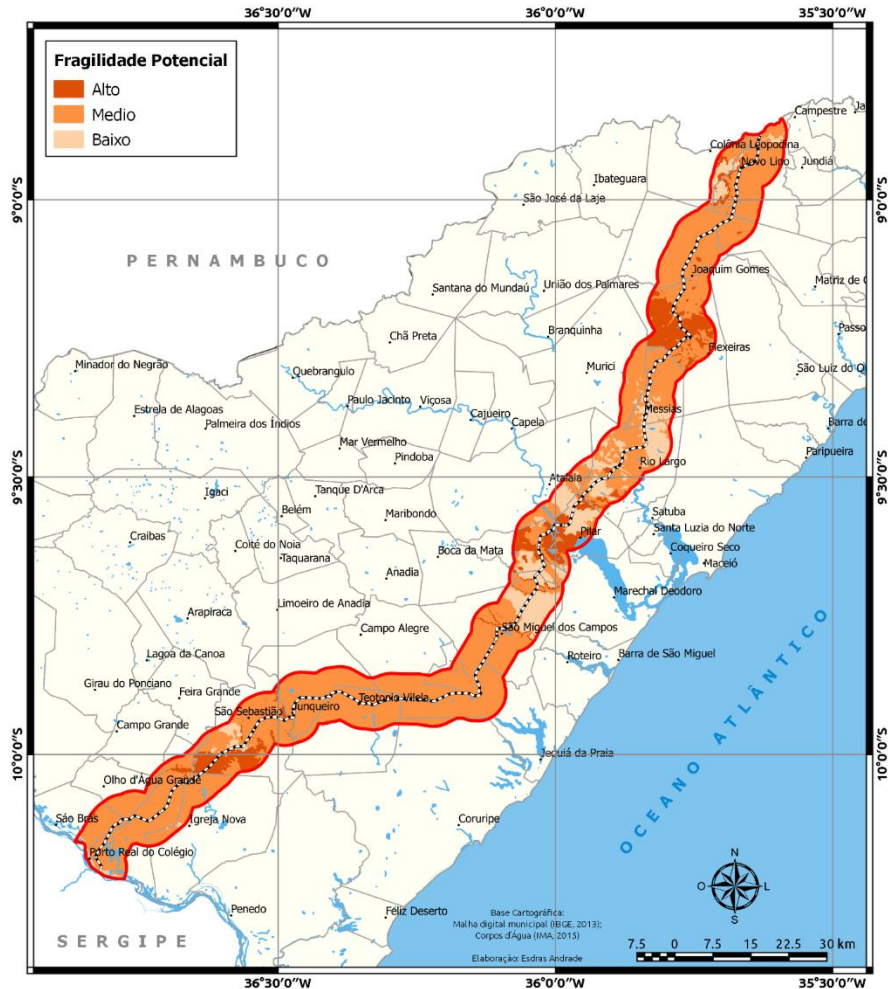 36°30'0"W 36°0'0"W 35°30'0"W
Fragilidade Potencial
Alto
Medio
Baixo
Campestre
Colônia Leopodina
Novo Lino
Jundiá
Ibateguara
9°0'0"S
9°0'0"S
São José da Laje
PERNAMBUCO
Joaquim Gomes
União dos Palmares
Santana do Mundaú
Matriz de C
Branquinha
Passo
Chã Preta
Flexeiras
Murici
Minador do Negrão
Quebrangulo
São Luiz do Q
Paulo Jacinto
Viçosa
Estrela de Alagoas
Messias
Cajueiro
Palmeira dos Índios
Capela
Barra de
Mar Vermelho
Pindoba
Paripueira
Rio Largo
9°30'0"S
9°30'0"S
Atalaia
Igaci
Tanque D'Arca
Belém
Maribondo
Satuba
Santa Luzia do Norte
Craibas
Pilar
Coité do Noia
Boca da Mata
Coqueiro Seco
Taquarana
Maceió
Anadia
Marechal Deodoro
Arapiraca
Limoeiro de Anadia
Campo Alegre
São Miguel dos Campos
Lagoa da Canoa
Roteiro
Barra de São Miguel
Girau do Ponciano
Feira Grande
Teotonia Vilela
São Sebastião
Junqueiro
Campo Grande
10°0'0"S
10°0'0"S
Jequiá da Praia
OCEANO ATLÂNTICO
Olho d'Água Grande
São Brás
Igreja Nova
Coruripe
Porto Real do Colégio
N
O L
S
Penedo
Feliz Deserto
SERGIPE
Base Cartográfica:
Malha digital municipal (IBGE, 2013);
Corpos d'Água (IMA, 2015)
Elaboração: Esdras Andrade
7.5 0 7.5 15 22.5 30 km
36°30'0"W 36°0'0"W 35°30'0"W